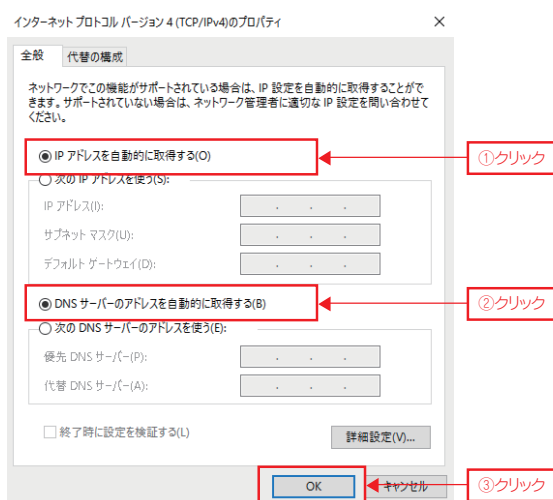 インターネット プロトコル バージョン 4 (TCP/IPv4)のプロパティ
全般 代替の構成
ネットワークでこの機能がサポートされている場合は、IP 設定を自動的に取得することがで
きます。サポートされていない場合は、ネットワーク管理者に適切な IP 設定を問い合わせて
ください。
IP アドレスを自動的に取得する(O)
①クリック
次の IP アドレスを使う(S):
IP アドレス(I):
サブネット マスク(U):
デフォルト ゲートウェイ(D):
DNS サーバーのアドレスを自動的に取得する(B)
②クリック
次の DNS サーバーのアドレスを使う(E):
優先 DNS サーバー(P):
代替 DNS サーバー(A):
終了時に設定を検証する(L)
詳細設定(V)...
OK キャンセル
③クリック